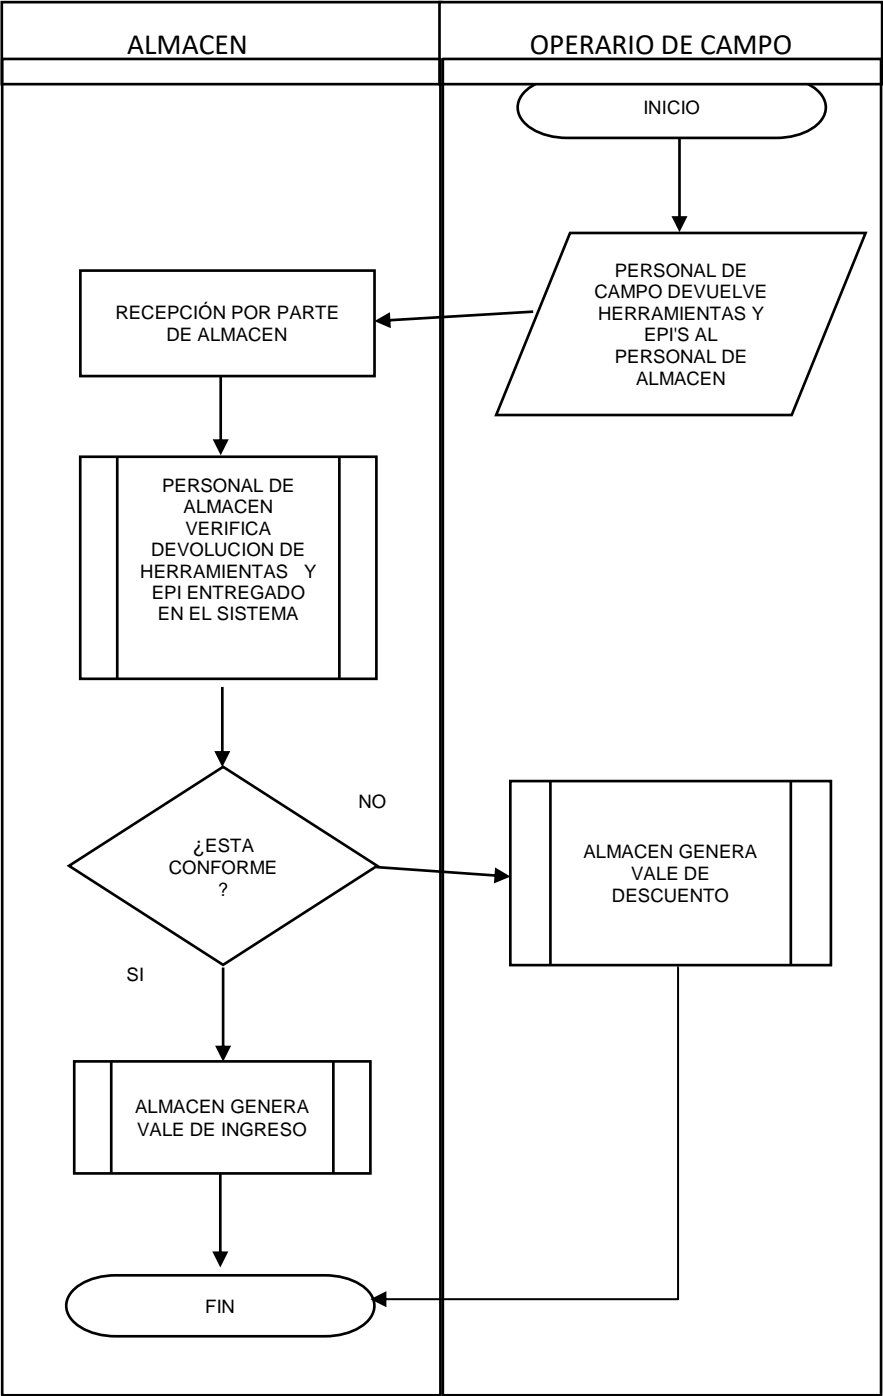 ALMACEN
OPERARIO DE CAMPO
INICIO
PERSONAL DE
CAMPO DEVUELVE
HERRAMIENTAS Y
EPI'S AL
PERSONAL DE
ALMACEN
RECEPCIÓN POR PARTE
DE ALMACEN
PERSONAL DE
ALMACEN
VERIFICA
DEVOLUCION DE
HERRAMIENTAS Y
EPI ENTREGADO
EN EL SISTEMA
¿ESTA
CONFORME
?
NO
ALMACEN GENERA
VALE DE
DESCUENTO
SI
ALMACEN GENERA
VALE DE INGRESO
FIN